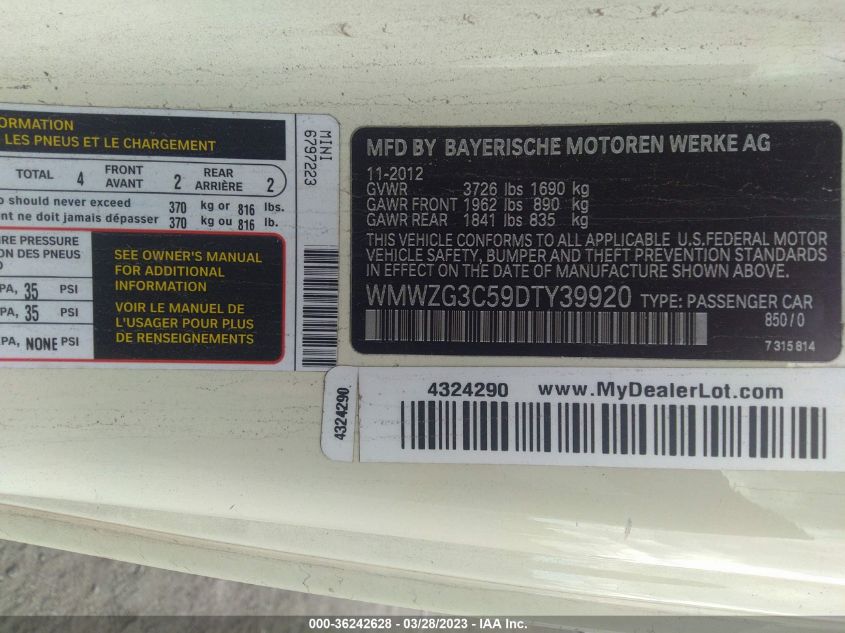 ORMATION
LES PNEUS ET LE CHARGEMENT
TOTAL 4 FRONT AVANT 2 REAR ARRIÈRE 2
o should never exceed 370 kg or 816 lbs.
nt ne doit jamais dépasser 370 kg ou 816 lb.
IRE PRESSURE
ION DES PNEUS
D
PA, 35 PSI
PA, 35 PSI
PA, NONE PSI
SEE OWNER'S MANUAL
FOR ADDITIONAL
INFORMATION
VOIR LE MANUEL DE
L'USAGER POUR PLUS
DE RENSEIGNEMENTS
MINI
6797223
MFD BY BAYERISCHE MOTOREN WERKE AG
11-2012
GVWR 3726 lbs 1690 kg
GAWR FRONT 1962 lbs 890 kg
GAWR REAR 1841 lbs 835 kg
THIS VEHICLE CONFORMS TO ALL APPLICABLE U.S.FEDERAL MOTOR
VEHICLE SAFETY, BUMPER AND THEFT PREVENTION STANDARDS
IN EFFECT ON THE DATE OF MANUFACTURE SHOWN ABOVE.
WMWZG3C59DTY39920 TYPE: PASSENGER CAR
850/0
7315814
4324290
4324290 www.MyDealerLot.com
000-36242628 - 03/28/2023 - IAA Inc.